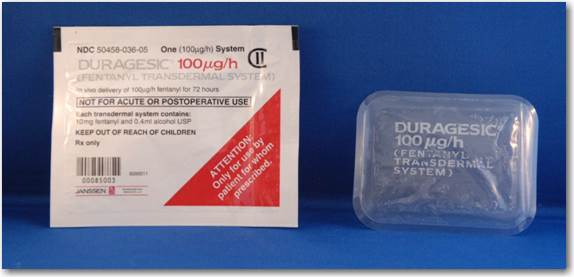 NDC 50458-036-05 One (100µg/h) System
CII
DURAGESIC® 100µg/h
(FENTANYL TRANSDERMAL SYSTEM)
In vivo delivery of 100µg/h fentanyl for 72 hours
NOT FOR ACUTE OR POSTOPERATIVE USE
Each transdermal system contains:
10mg fentanyl and 0.4ml alcohol USP
KEEP OUT OF REACH OF CHILDREN
Rx only
ATTENTION:
Only for use by
patient for whom
prescribed.
00085003
JANSSEN
DURAGESIC®
100 µg/h
(FENTANYL
TRANSDERMAL
SYSTEM)